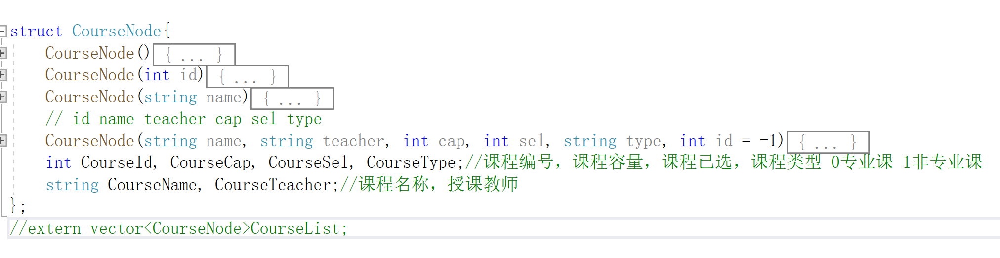 struct CourseNode{
CourseNode(){ ... }
CourseNode(int id){ ... }
CourseNode(string name){ ... }
// id name teacher cap sel type
CourseNode(string name, string teacher, int cap, int sel, string type, int id = -1){ ... }
int CourseId, CourseCap, CourseSel, CourseType;//课程编号，课程容量，课程已选，课程类型 0专业课 1非专业课
string CourseName, CourseTeacher;//课程名称，授课教师
};
//extern vector<CourseNode>CourseList;